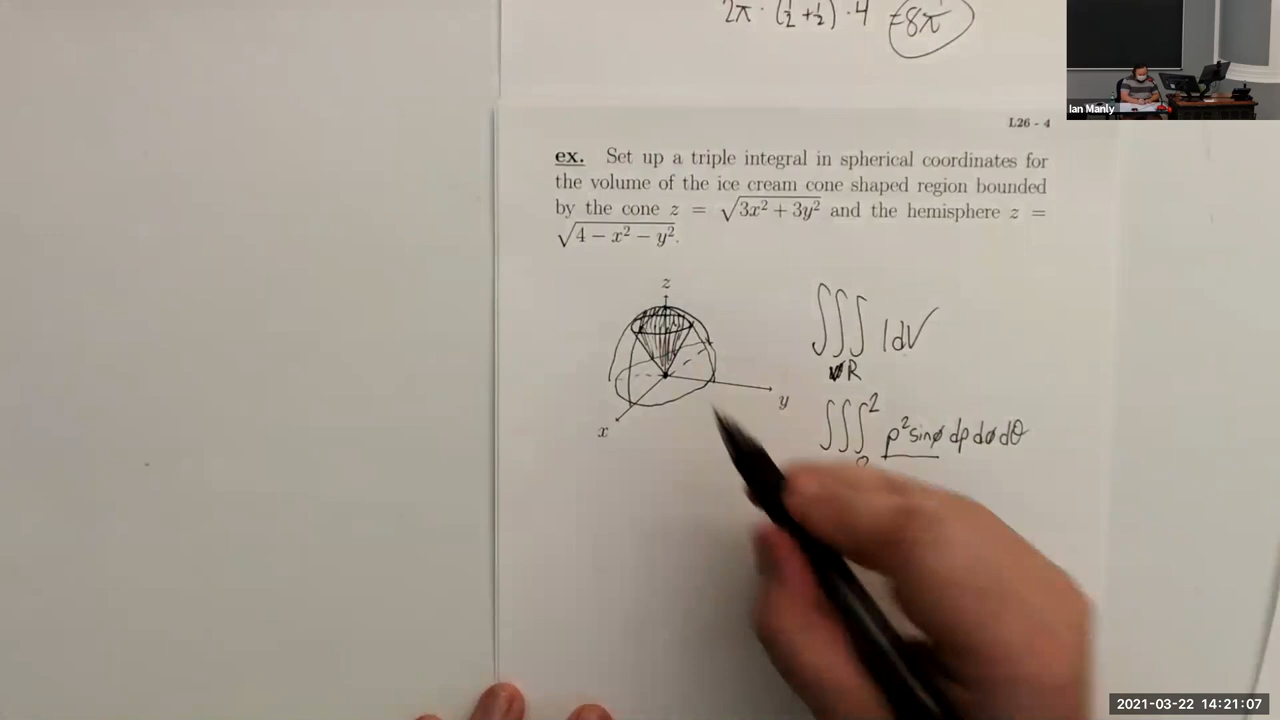 2π · (½ + ½) · 4 = 8π
Ian Manly
L26 - 4
ex. Set up a triple integral in spherical coordinates for
the volume of the ice cream cone shaped region bounded
by the cone z = √3x² + 3y² and the hemisphere z =
√4 − x² − y².
z
y
x
∫∫∫ 1dV
R
∫∫∫ 2
ρ² sinφ dρ dφ dθ
0
2021-03-22 14:21:07